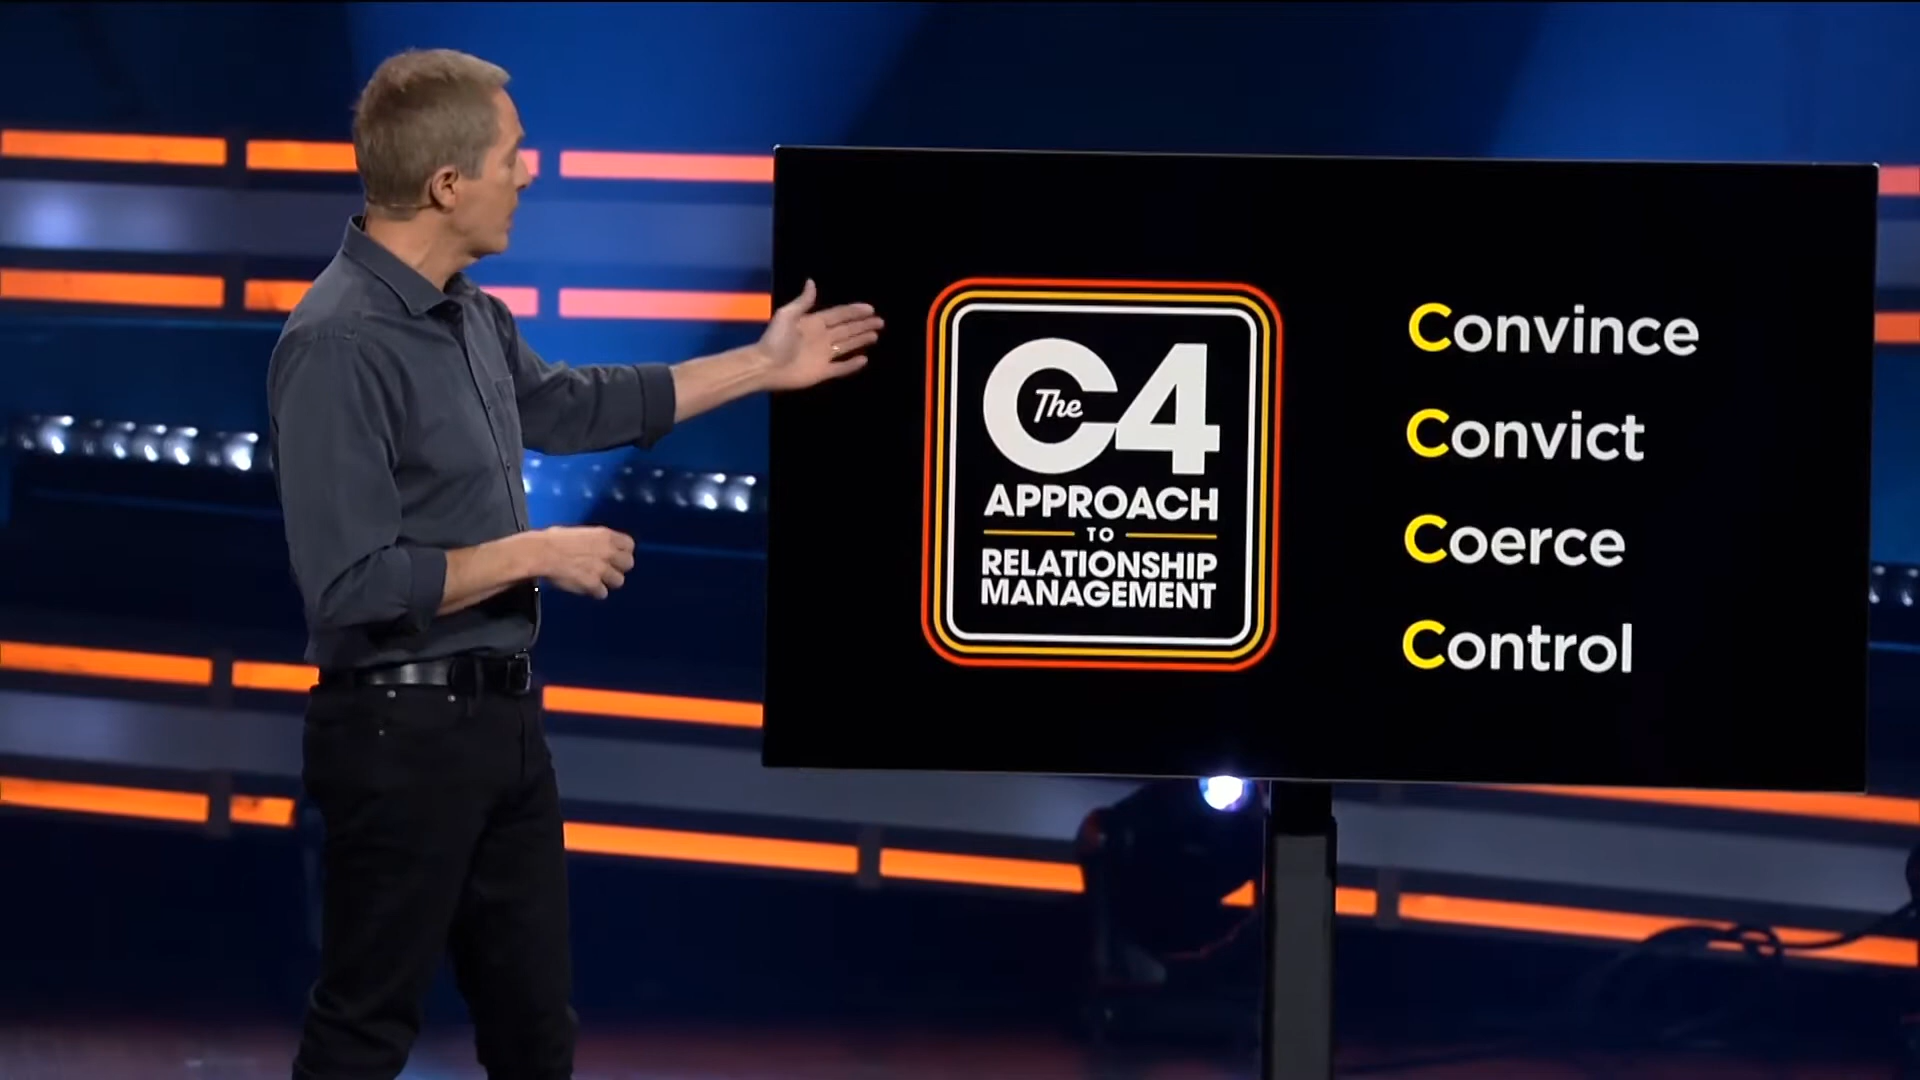 The
C4
APPROACH
TO
RELATIONSHIP
MANAGEMENT
Convince
Convict
Coerce
Control